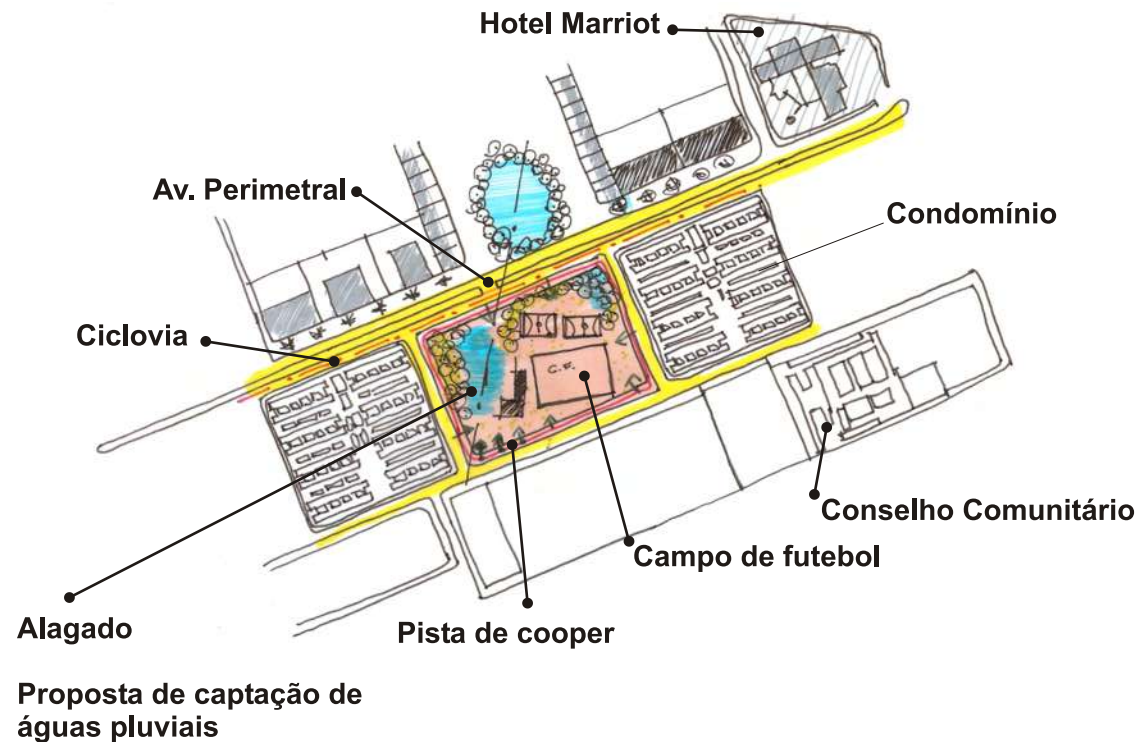 Hotel Marriot
Av. Perimetral
Condomínio
Ciclovia
C.F.
Conselho Comunitário
Campo de futebol
Alagado
Pista de cooper
Proposta de captação de
águas pluviais